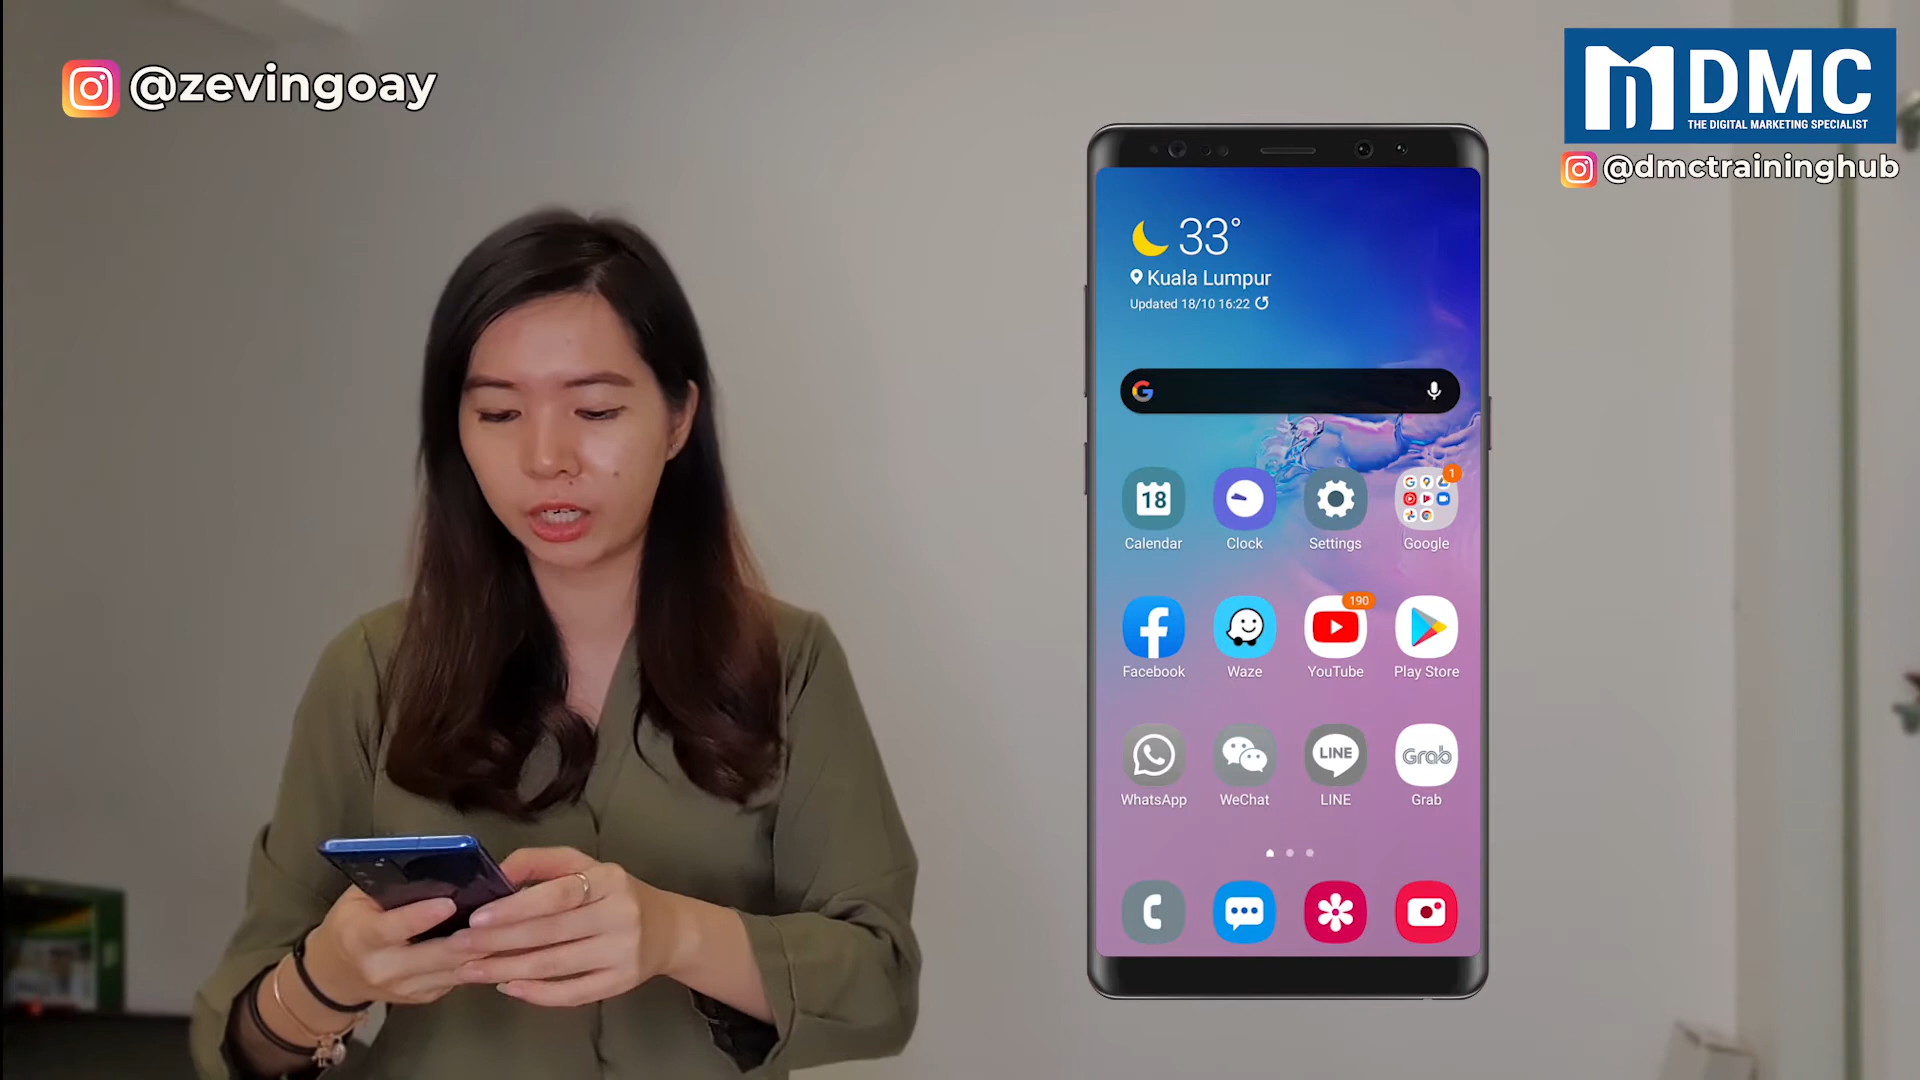 @zevingoay
DMC
THE DIGITAL MARKETING SPECIALIST
@dmctraininghub
33°
Kuala Lumpur
Updated 18/10 16:22
18
1
Calendar
Clock
Settings
Google
190
Facebook
Waze
YouTube
Play Store
LINE
Grab
WhatsApp
WeChat
LINE
Grab